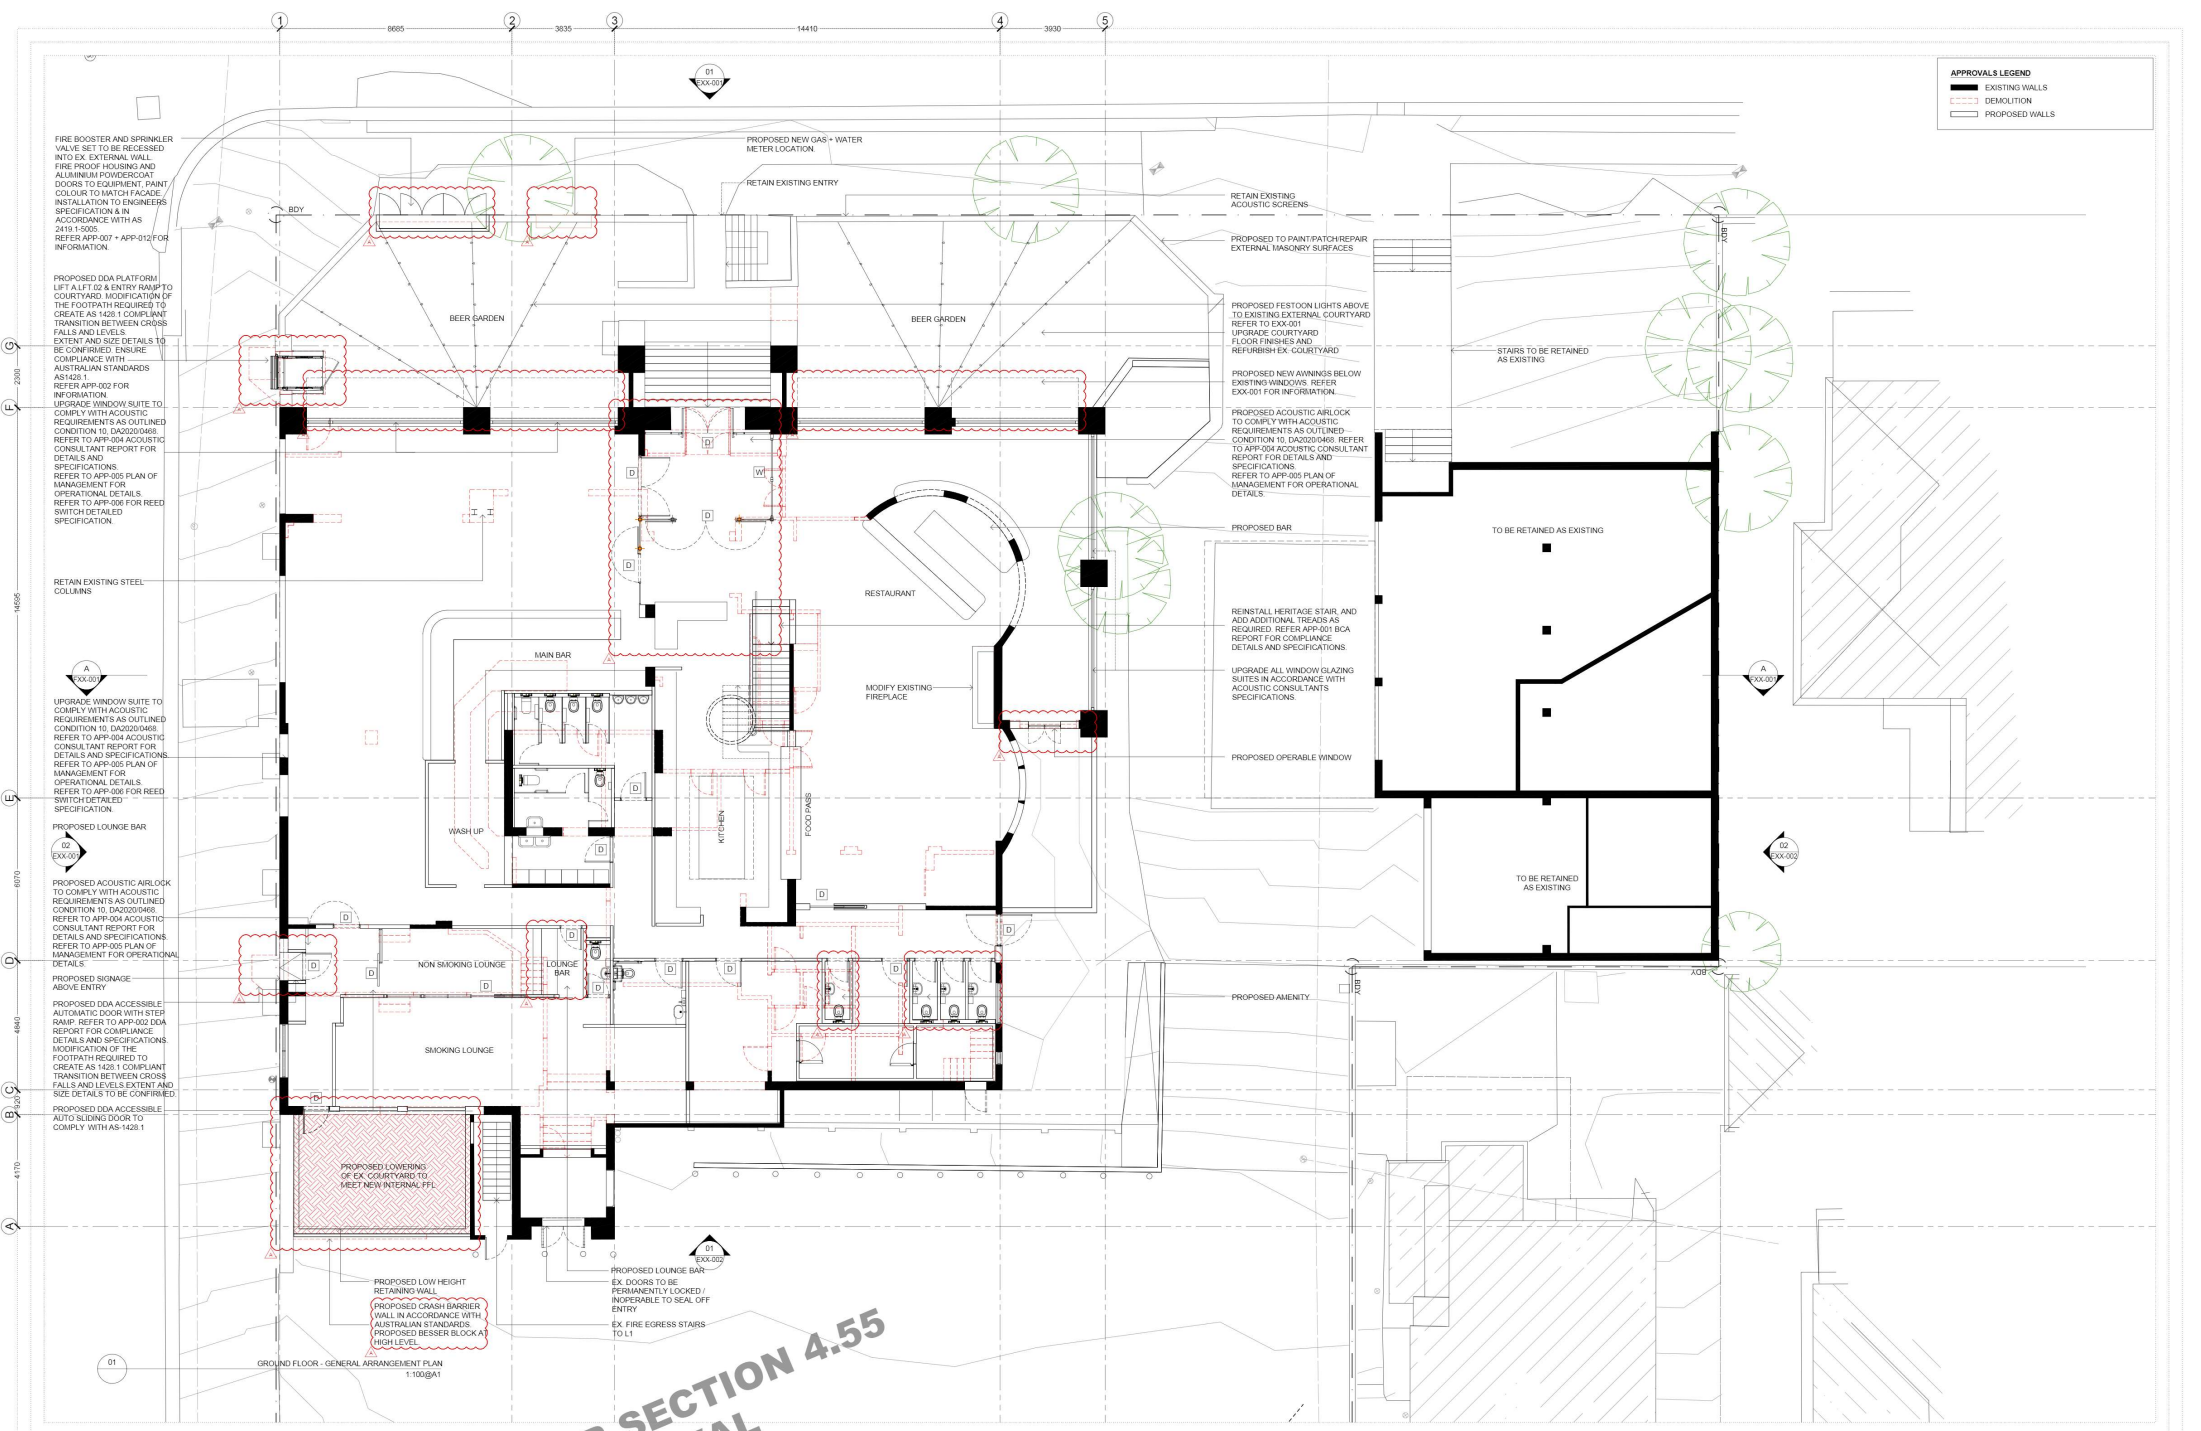 1
2
3
4
5
8685
3835
14410
3930
01
EXX-001
APPROVALS LEGEND
EXISTING WALLS
DEMOLITION
PROPOSED WALLS
FIRE BOOSTER AND SPRINKLER
VALVE SET TO BE RECESSED
INTO EX. EXTERNAL WALL.
FIRE PROOF HOUSING AND
ALUMINIUM POWDERCOAT
DOORS TO EQUIPMENT, PAINT
COLOUR TO MATCH FACADE.
INSTALLATION TO ENGINEERS
SPECIFICATION & IN
ACCORDANCE WITH AS
2419.1-5005.
REFER APP-007 + APP-012 FOR
INFORMATION.
PROPOSED DDA PLATFORM
LIFT A.LFT.02 & ENTRY RAMP TO
COURTYARD. MODIFICATION OF
THE FOOTPATH REQUIRED TO
CREATE AS 1428.1 COMPLIANT
TRANSITION BETWEEN CROSS
FALLS AND LEVELS.
EXTENT AND SIZE DETAILS TO
BE CONFIRMED. ENSURE
COMPLIANCE WITH
AUSTRALIAN STANDARDS
AS1428.1.
REFER APP-002 FOR
INFORMATION.
UPGRADE WINDOW SUITE TO
COMPLY WITH ACOUSTIC
REQUIREMENTS AS OUTLINED
CONDITION 10, DA2020/0468.
REFER TO APP-004 ACOUSTIC
CONSULTANT REPORT FOR
DETAILS AND
SPECIFICATIONS.
REFER TO APP-005 PLAN OF
MANAGEMENT FOR
OPERATIONAL DETAILS.
REFER TO APP-006 FOR REED
SWITCH DETAILED
SPECIFICATION.
RETAIN EXISTING STEEL
COLUMNS
A
EXX-001
UPGRADE WINDOW SUITE TO
COMPLY WITH ACOUSTIC
REQUIREMENTS AS OUTLINED
CONDITION 10, DA2020/0468.
REFER TO APP-004 ACOUSTIC
CONSULTANT REPORT FOR
DETAILS AND SPECIFICATIONS.
REFER TO APP-005 PLAN OF
MANAGEMENT FOR
OPERATIONAL DETAILS.
REFER TO APP-006 FOR REED
SWITCH DETAILED
SPECIFICATION.
PROPOSED LOUNGE BAR
02
EXX-001
PROPOSED ACOUSTIC AIRLOCK
TO COMPLY WITH ACOUSTIC
REQUIREMENTS AS OUTLINED
CONDITION 10, DA2020/0468.
REFER TO APP-004 ACOUSTIC
CONSULTANT REPORT FOR
DETAILS AND SPECIFICATIONS.
REFER TO APP-005 PLAN OF
MANAGEMENT FOR OPERATIONAL
DETAILS.
PROPOSED SIGNAGE
ABOVE ENTRY
PROPOSED DDA ACCESSIBLE
AUTOMATIC DOOR WITH STEP
RAMP. REFER TO APP-002 DDA
REPORT FOR COMPLIANCE
DETAILS AND SPECIFICATIONS.
MODIFICATION OF THE
FOOTPATH REQUIRED TO
CREATE AS 1428.1 COMPLIANT
TRANSITION BETWEEN CROSS
FALLS AND LEVELS.EXTENT AND
SIZE DETAILS TO BE CONFIRMED.
PROPOSED DDA ACCESSIBLE
AUTO SLIDING DOOR TO
COMPLY WITH AS-1428.1
G
2300
F
14595
E
6070
D
4840
C
920
B
4170
A
BDY
PROPOSED NEW GAS + WATER
METER LOCATION.
RETAIN EXISTING ENTRY
RETAIN EXISTING
ACOUSTIC SCREENS
PROPOSED TO PAINT/PATCH/REPAIR
EXTERNAL MASONRY SURFACES
BEER GARDEN
BEER GARDEN
PROPOSED FESTOON LIGHTS ABOVE
TO EXISTING EXTERNAL COURTYARD
REFER TO EXX-001
UPGRADE COURTYARD
FLOOR FINISHES AND
REFURBISH EX. COURTYARD
PROPOSED NEW AWNINGS BELOW
EXISTING WINDOWS. REFER
EXX-001 FOR INFORMATION.
PROPOSED ACOUSTIC AIRLOCK
TO COMPLY WITH ACOUSTIC
REQUIREMENTS AS OUTLINED
CONDITION 10, DA2020/0468. REFER
TO APP-004 ACOUSTIC CONSULTANT
REPORT FOR DETAILS AND
SPECIFICATIONS.
REFER TO APP-005 PLAN OF
MANAGEMENT FOR OPERATIONAL
DETAILS.
PROPOSED BAR
REINSTALL HERITAGE STAIR, AND
ADD ADDITIONAL TREADS AS
REQUIRED. REFER APP-001 BCA
REPORT FOR COMPLIANCE
DETAILS AND SPECIFICATIONS.
UPGRADE ALL WINDOW GLAZING
SUITES IN ACCORDANCE WITH
ACOUSTIC CONSULTANTS
SPECIFICATIONS.
PROPOSED OPERABLE WINDOW
PROPOSED AMENITY
BDY
STAIRS TO BE RETAINED
AS EXISTING
TO BE RETAINED AS EXISTING
TO BE RETAINED
AS EXISTING
A
EXX-001
02
EXX-002
BDY
BDY
D
D
W
D
D
RESTAURANT
MAIN BAR
MODIFY EXISTING
FIREPLACE
WASH UP
KITCHEN
FOOD PASS
D
D
D
D
D
D
NON SMOKING LOUNGE
LOUNGE
BAR
D
D
D
D
D
D
D
D
SMOKING LOUNGE
D
PROPOSED LOWERING
OF EX. COURTYARD TO
MEET NEW INTERNAL FFL
PROPOSED LOW HEIGHT
RETAINING WALL
PROPOSED CRASH BARRIER
WALL IN ACCORDANCE WITH
AUSTRALIAN STANDARDS.
PROPOSED BESSER BLOCK AT
HIGH LEVEL.
01
EXX-002
PROPOSED LOUNGE BAR
EX. DOORS TO BE
PERMANENTLY LOCKED /
INOPERABLE TO SEAL OFF
ENTRY
EX. FIRE EGRESS STAIRS
TO L1
01
GROUND FLOOR - GENERAL ARRANGEMENT PLAN
1:100@A1
SECTION 4.55